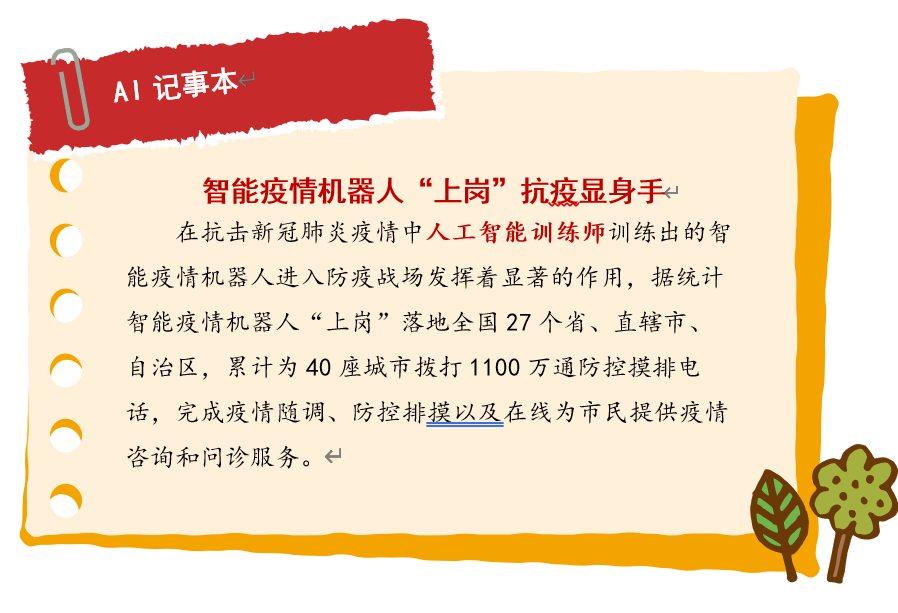 AI 记事本
智能疫情机器人“上岗”抗疫显身手
在抗击新冠肺炎疫情中人工智能训练师训练出的智
能疫情机器人进入防疫战场发挥着显著的作用，据统计
智能疫情机器人“上岗”落地全国 27 个省、直辖市、
自治区，累计为 40 座城市拨打 1100 万通防控摸排电
话，完成疫情随调、防控排摸以及在线为市民提供疫情
咨询和问诊服务。